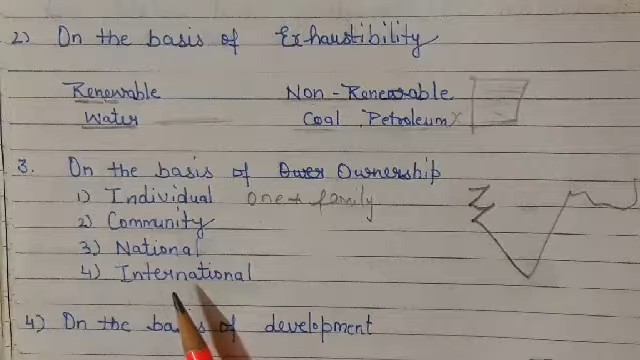 2) On the basis of Exhaustibility
Renewable Non-Renewable
Water Coal, Petroleum X
3. On the basis of Ownership
1) Individual One + family
2) Community
3) National
4) International
4) On the basis of development